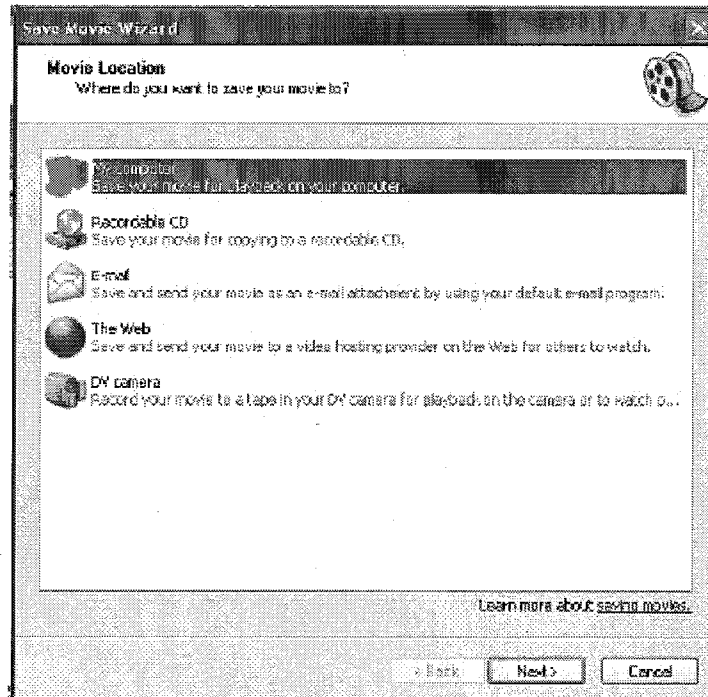 Save Movie Wizard
Movie Location
Where do you want to save your movie to?
My computer
Save your movie for playback on your computer.
Recordable CD
Save your movie for copying to a recordable CD.
E-mail
Save and send your movie as an e-mail attachment by using your default e-mail program.
The Web
Save and send your movie to a video hosting provider on the Web for others to watch.
DV camera
Record your movie to a tape in your DV camera for playback on the camera or to watch o...
Learn more about saving movies.
< Back Next > Cancel